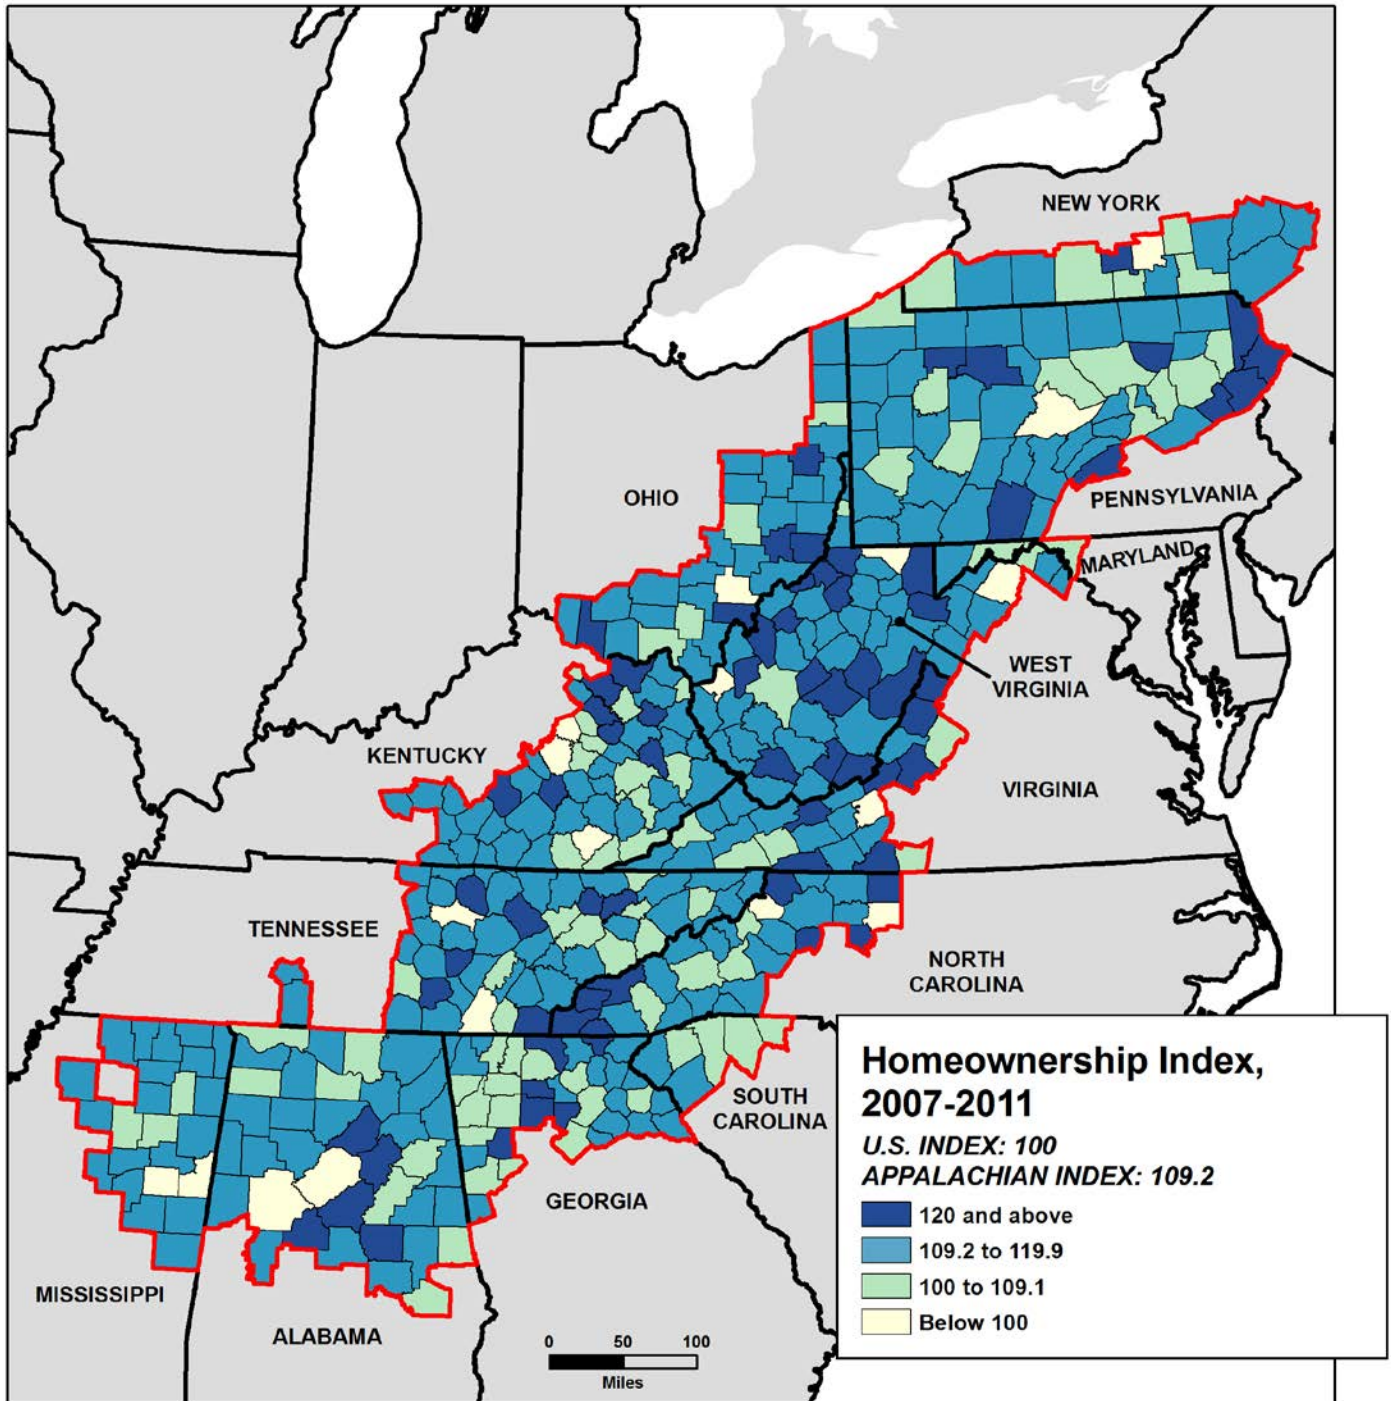 NEW YORK
OHIO
PENNSYLVANIA
MARYLAND
WEST
VIRGINIA
KENTUCKY
VIRGINIA
TENNESSEE
NORTH
CAROLINA
SOUTH
CAROLINA
GEORGIA
MISSISSIPPI
ALABAMA
0 50 100
Miles
Homeownership Index,
2007-2011
U.S. INDEX: 100
APPALACHIAN INDEX: 109.2
120 and above
109.2 to 119.9
100 to 109.1
Below 100